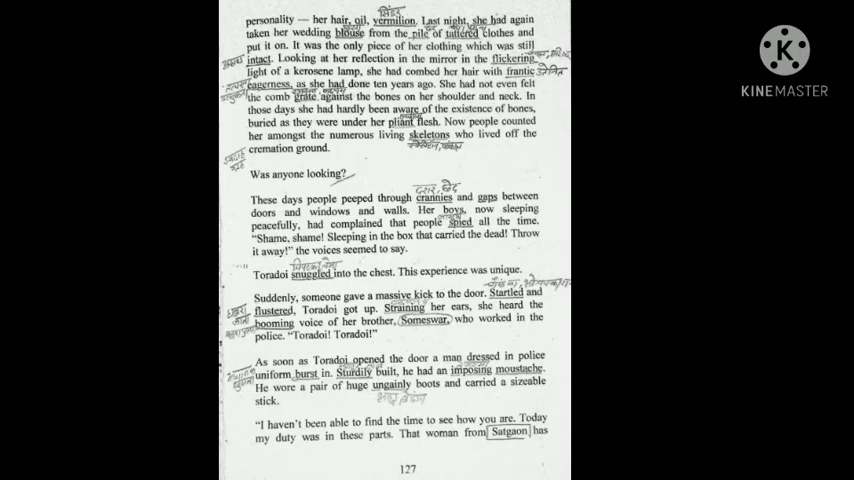 सिंदूर
personality — her hair, oil, vermilion. Last night, she had again
taken her wedding blouse from the pile of tattered clothes and
put it on. It was the only piece of her clothing which was still
intact. Looking at her reflection in the mirror in the flickering
light of a kerosene lamp, she had combed her hair with frantic
eagerness, as she had done ten years ago. She had not even felt
the comb grate against the bones on her shoulder and neck. In
those days she had hardly been aware of the existence of bones,
buried as they were under her pliant flesh. Now people counted
her amongst the numerous living skeletons who lived off the
cremation ground.
Was anyone looking?
दरार, छेद
These days people peeped through crannies and gaps between
doors and windows and walls. Her boys, now sleeping
peacefully, had complained that people spied all the time.
“Shame, shame! Sleeping in the box that carried the dead! Throw
it away!” the voices seemed to say.
Toradoi snuggled into the chest. This experience was unique.
Suddenly, someone gave a massive kick to the door. Startled and
flustered, Toradoi got up. Straining her ears, she heard the
booming voice of her brother, Someswar, who worked in the
police. “Toradoi! Toradoi!”
As soon as Toradoi opened the door a man dressed in police
uniform burst in. Sturdily built, he had an imposing moustache.
He wore a pair of huge ungainly boots and carried a sizeable
stick.
“I haven't been able to find the time to see how you are. Today
my duty was in these parts. That woman from Satgaon has
127
KINEMASTER